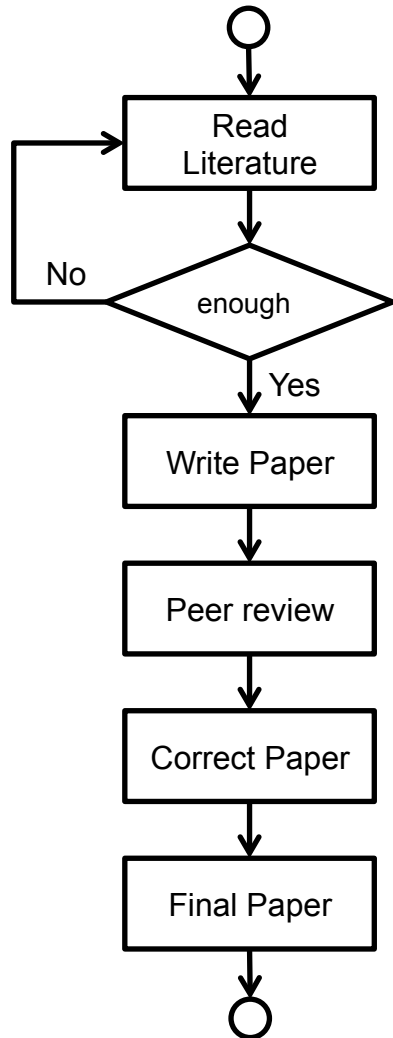 Read
Literature
No
enough
Yes
Write Paper
Peer review
Correct Paper
Final Paper